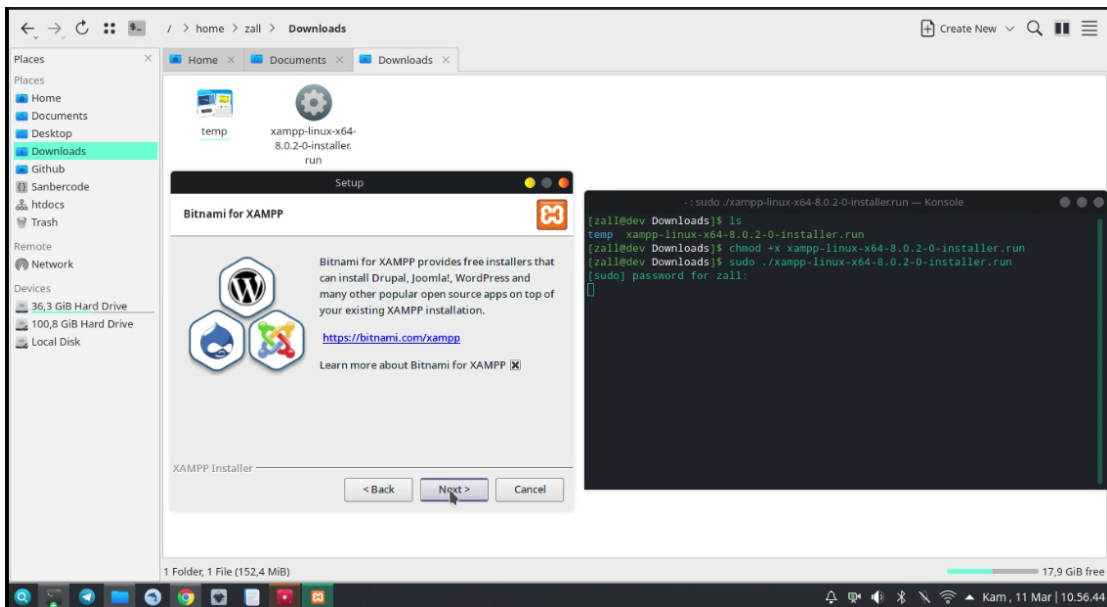 / > home > zall > Downloads
Create New
Places
Home
Documents
Downloads
Places
Home
Documents
Desktop
Downloads
Github
Sanbercode
htdocs
Trash
Remote
Network
Devices
36,3 GiB Hard Drive
100,8 GiB Hard Drive
Local Disk
temp
xampp-linux-x64-
8.0.2-0-installer.
run
Setup
Bitnami for XAMPP
Bitnami for XAMPP provides free installers that
can install Drupal, Joomla!, WordPress and
many other popular open source apps on top of
your existing XAMPP installation.
https://bitnami.com/xampp
Learn more about Bitnami for XAMPP
XAMPP Installer
< Back
Next >
Cancel
- : sudo ./xampp-linux-x64-8.0.2-0-installer.run — Konsole
[zall@dev Downloads]$ ls
temp xampp-linux-x64-8.0.2-0-installer.run
[zall@dev Downloads]$ chmod +x xampp-linux-x64-8.0.2-0-installer.run
[zall@dev Downloads]$ sudo ./xampp-linux-x64-8.0.2-0-installer.run
[sudo] password for zall:
1 Folder, 1 File (152,4 MiB)
17,9 GiB free
Kam , 11 Mar | 10.56.44